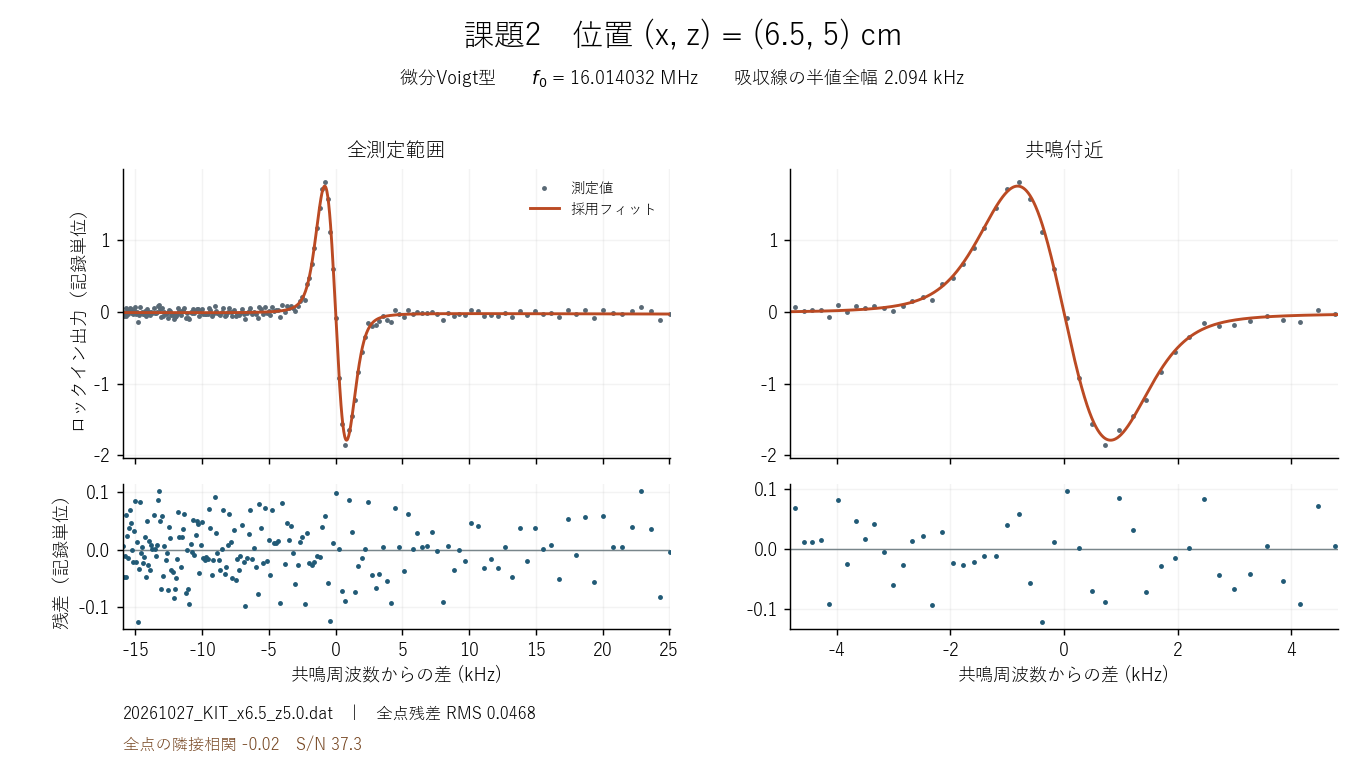 課題2 位置 (x, z) = (6.5, 5) cm
微分Voigt型 f₀ = 16.014032 MHz 吸収線の半値全幅 2.094 kHz
全測定範囲
共鳴付近
測定値
採用フィット
ロックイン出力（記録単位）
1
0
-1
-2
1
0
-1
-2
残差（記録単位）
0.1
0.0
-0.1
0.1
0.0
-0.1
-15 -10 -5 0 5 10 15 20 25
-4 -2 0 2 4
共鳴周波数からの差 (kHz)
共鳴周波数からの差 (kHz)
20261027_KIT_x6.5_z5.0.dat | 全点残差 RMS 0.0468
全点の隣接相関 -0.02 S/N 37.3